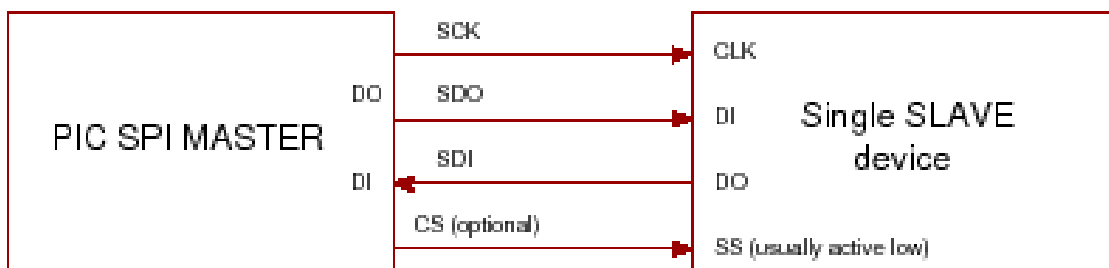 SCK
CLK
DO
SDO
DI
Single SLAVE
device
PIC SPI MASTER
SDI
DI
DO
CS (optional)
SS (usually active low)